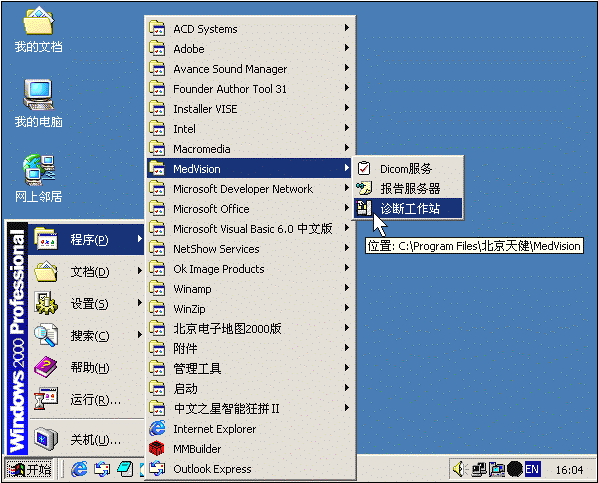 我的文档
我的电脑
网上邻居
Windows 2000 Professional
程序(P)
文档(D)
设置(S)
搜索(C)
帮助(H)
运行(R)...
关机(U)...
ACD Systems
Adobe
Avance Sound Manager
Founder Author Tool 31
Installer VISE
Intel
Macromedia
MedVision
Microsoft Developer Network
Microsoft Office
Microsoft Visual Basic 6.0 中文版
NetShow Services
Ok Image Products
Winamp
WinZip
北京电子地图2000版
附件
管理工具
启动
中文之星智能狂拼 II
Internet Explorer
MMBuilder
Outlook Express
Dicom服务
报告服务器
诊断工作站
位置: C:\Program Files\北京天健\MedVision
开始
EN
16:04